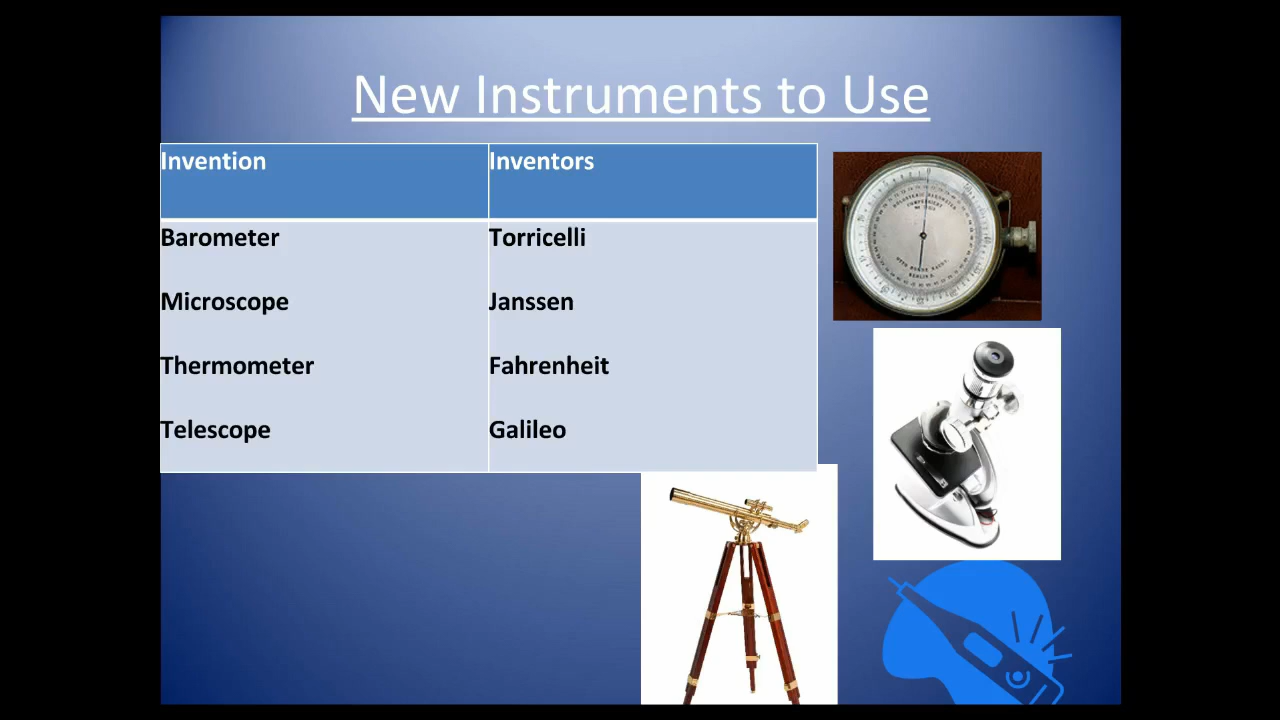 New Instruments to Use
Invention Inventors
Barometer Torricelli
Microscope Janssen
Thermometer Fahrenheit
Telescope Galileo